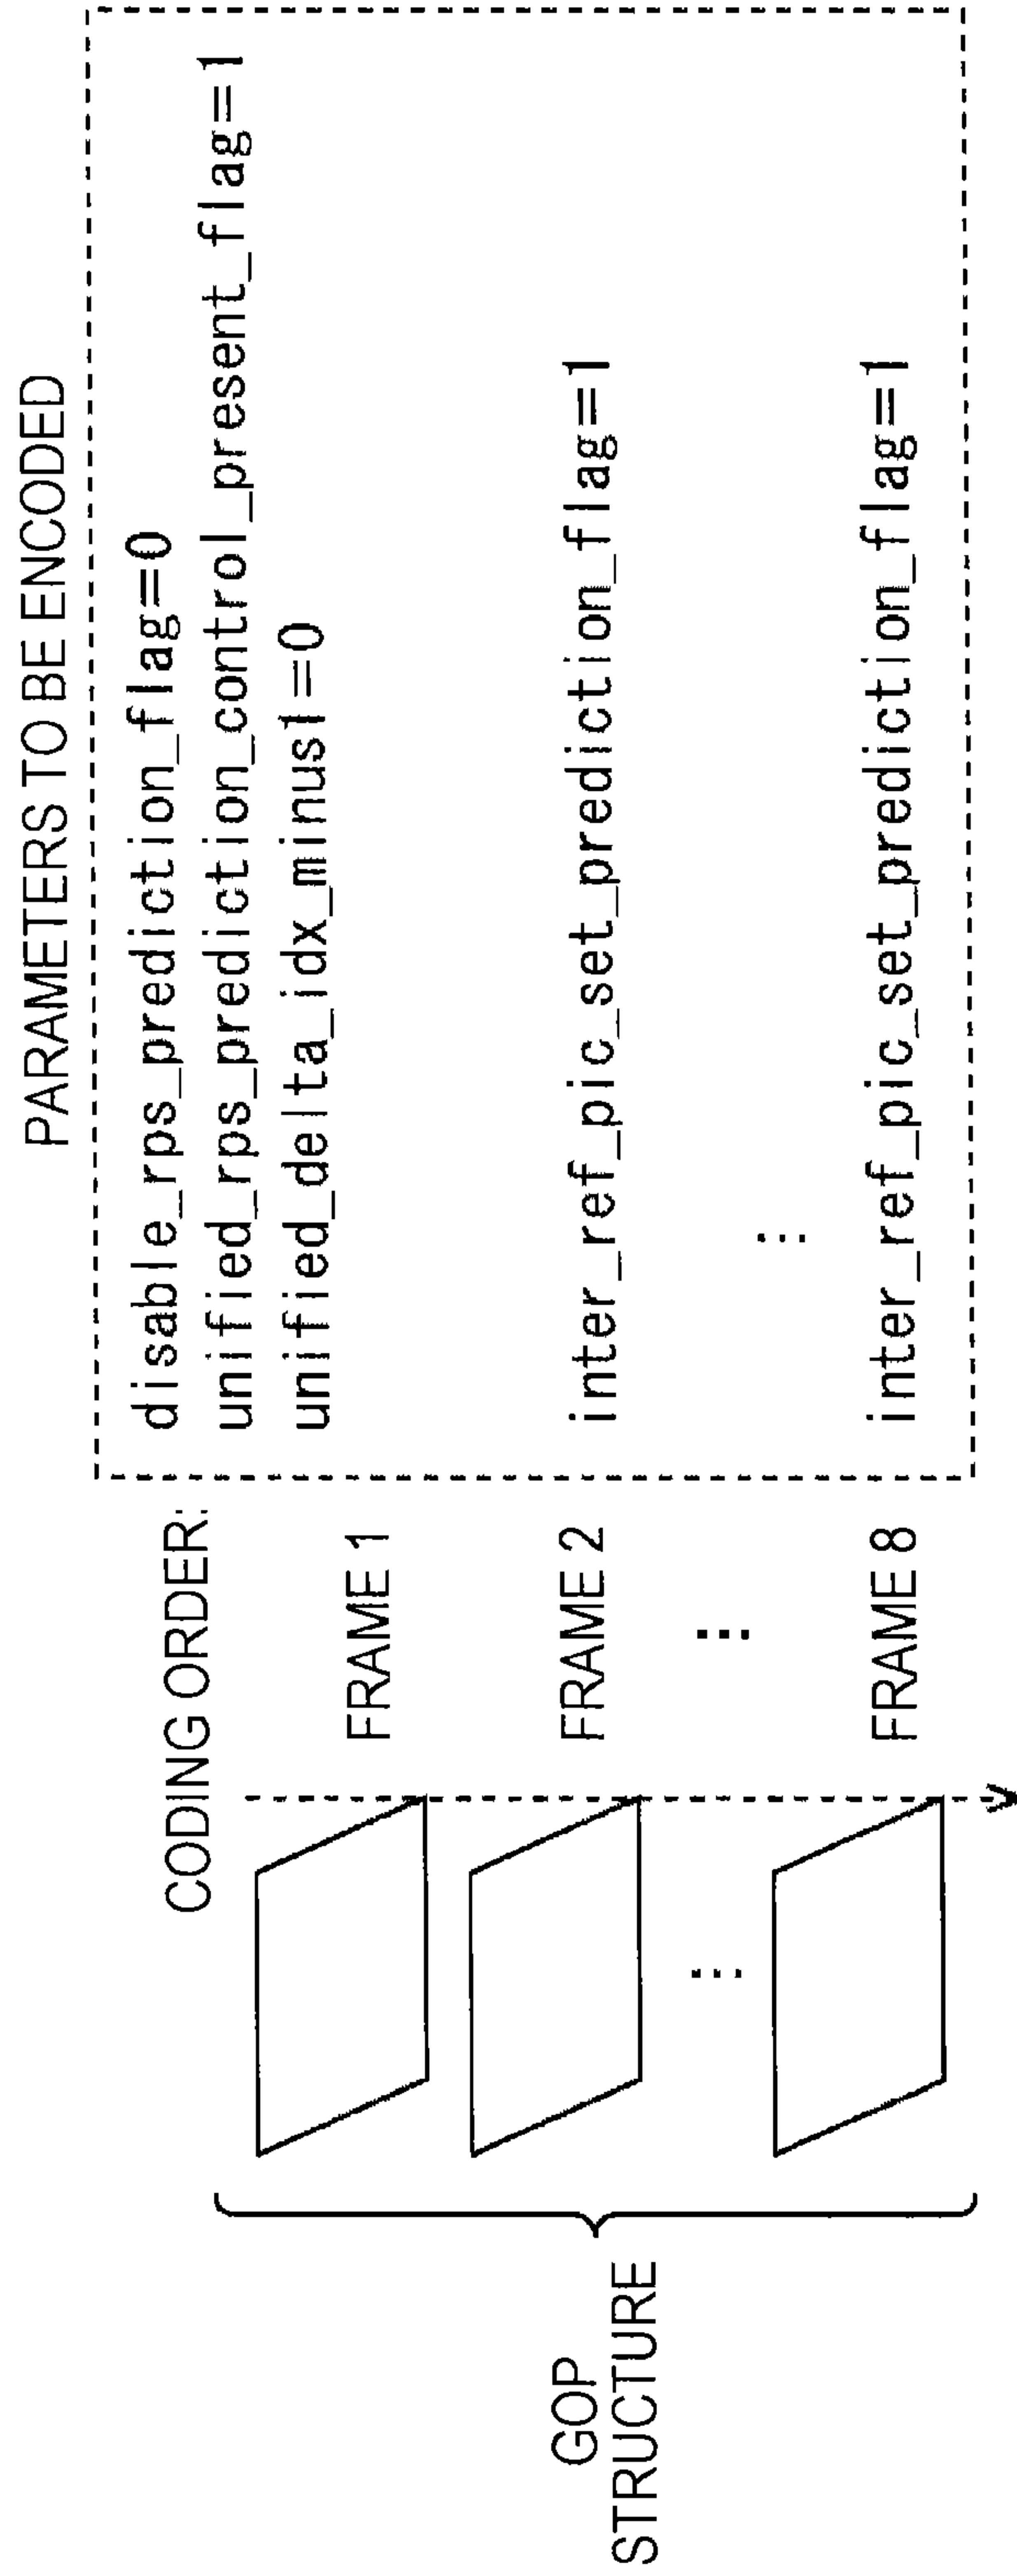 PARAMETERS TO BE ENCODED
CODING ORDER:
disable_rps_prediction_flag=0
unified_rps_prediction_control_present_flag=1
unified_delta_idx_minus1=0
FRAME 1
FRAME 2
inter_ref_pic_set_prediction_flag=1
...
...
...
FRAME 8
inter_ref_pic_set_prediction_flag=1
GOP
STRUCTURE